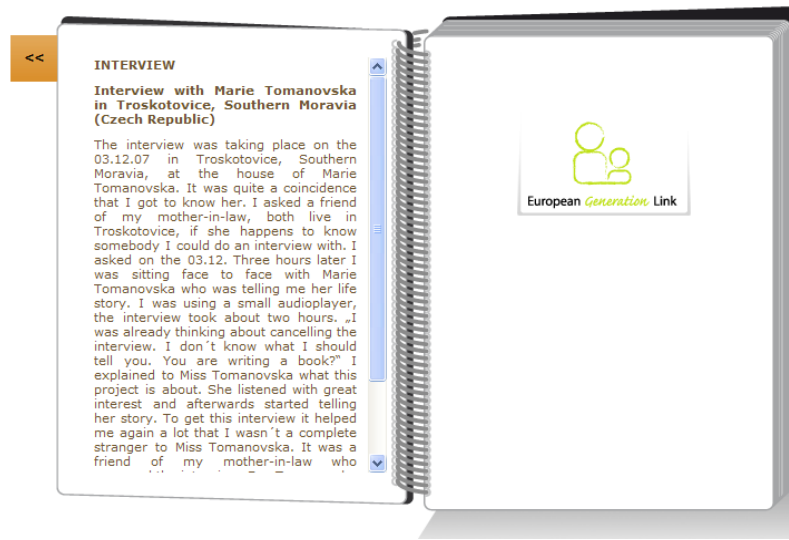 <<
INTERVIEW
Interview with Marie Tomanovska
in Troskotovice, Southern Moravia
(Czech Republic)
The interview was taking place on the
03.12.07 in Troskotovice, Southern
Moravia, at the house of Marie
Tomanovska. It was quite a coincidence
that I got to know her. I asked a friend
of my mother-in-law, both live in
Troskotovice, if she happens to know
somebody I could do an interview with. I
asked on the 03.12. Three hours later I
was sitting face to face with Marie
Tomanovska who was telling me her life
story. I was using a small audioplayer,
the interview took about two hours. „I
was already thinking about cancelling the
interview. I don´t know what I should
tell you. You are writing a book?“ I
explained to Miss Tomanovska what this
project is about. She listened with great
interest and afterwards started telling
her story. To get this interview it helped
me again a lot that I wasn´t a complete
stranger to Miss Tomanovska. It was a
friend of my mother-in-law who
European Generation Link